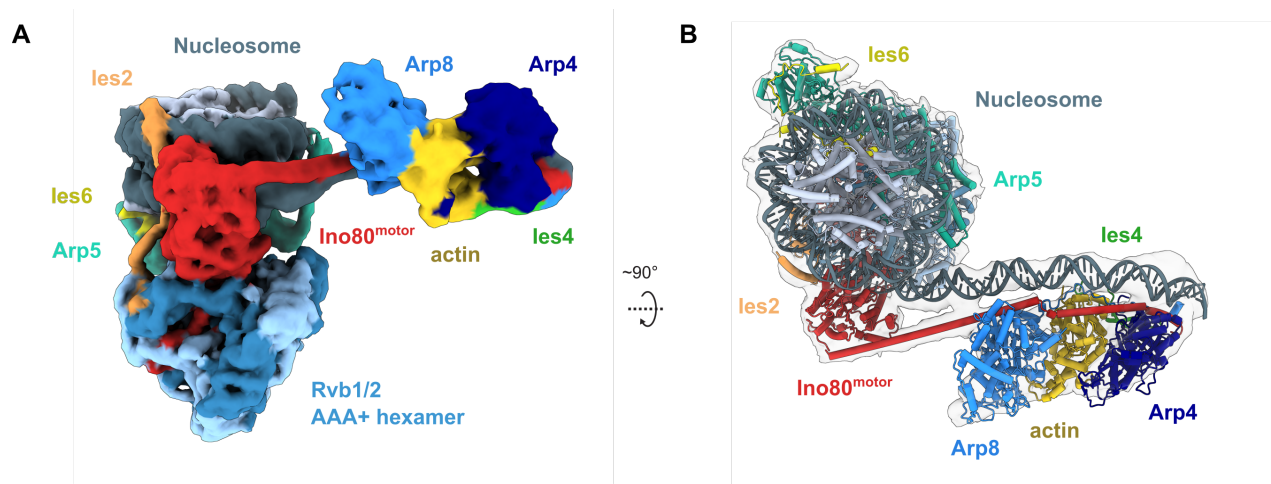 A
Nucleosome
Ies2
Arp8
Arp4
Ies6
Arp5
Ino80motor
actin
Ies4
Rvb1/2
AAA+ hexamer
~90°
B
Ies6
Nucleosome
Arp5
Ies4
Ies2
Ino80motor
Arp8
actin
Arp4